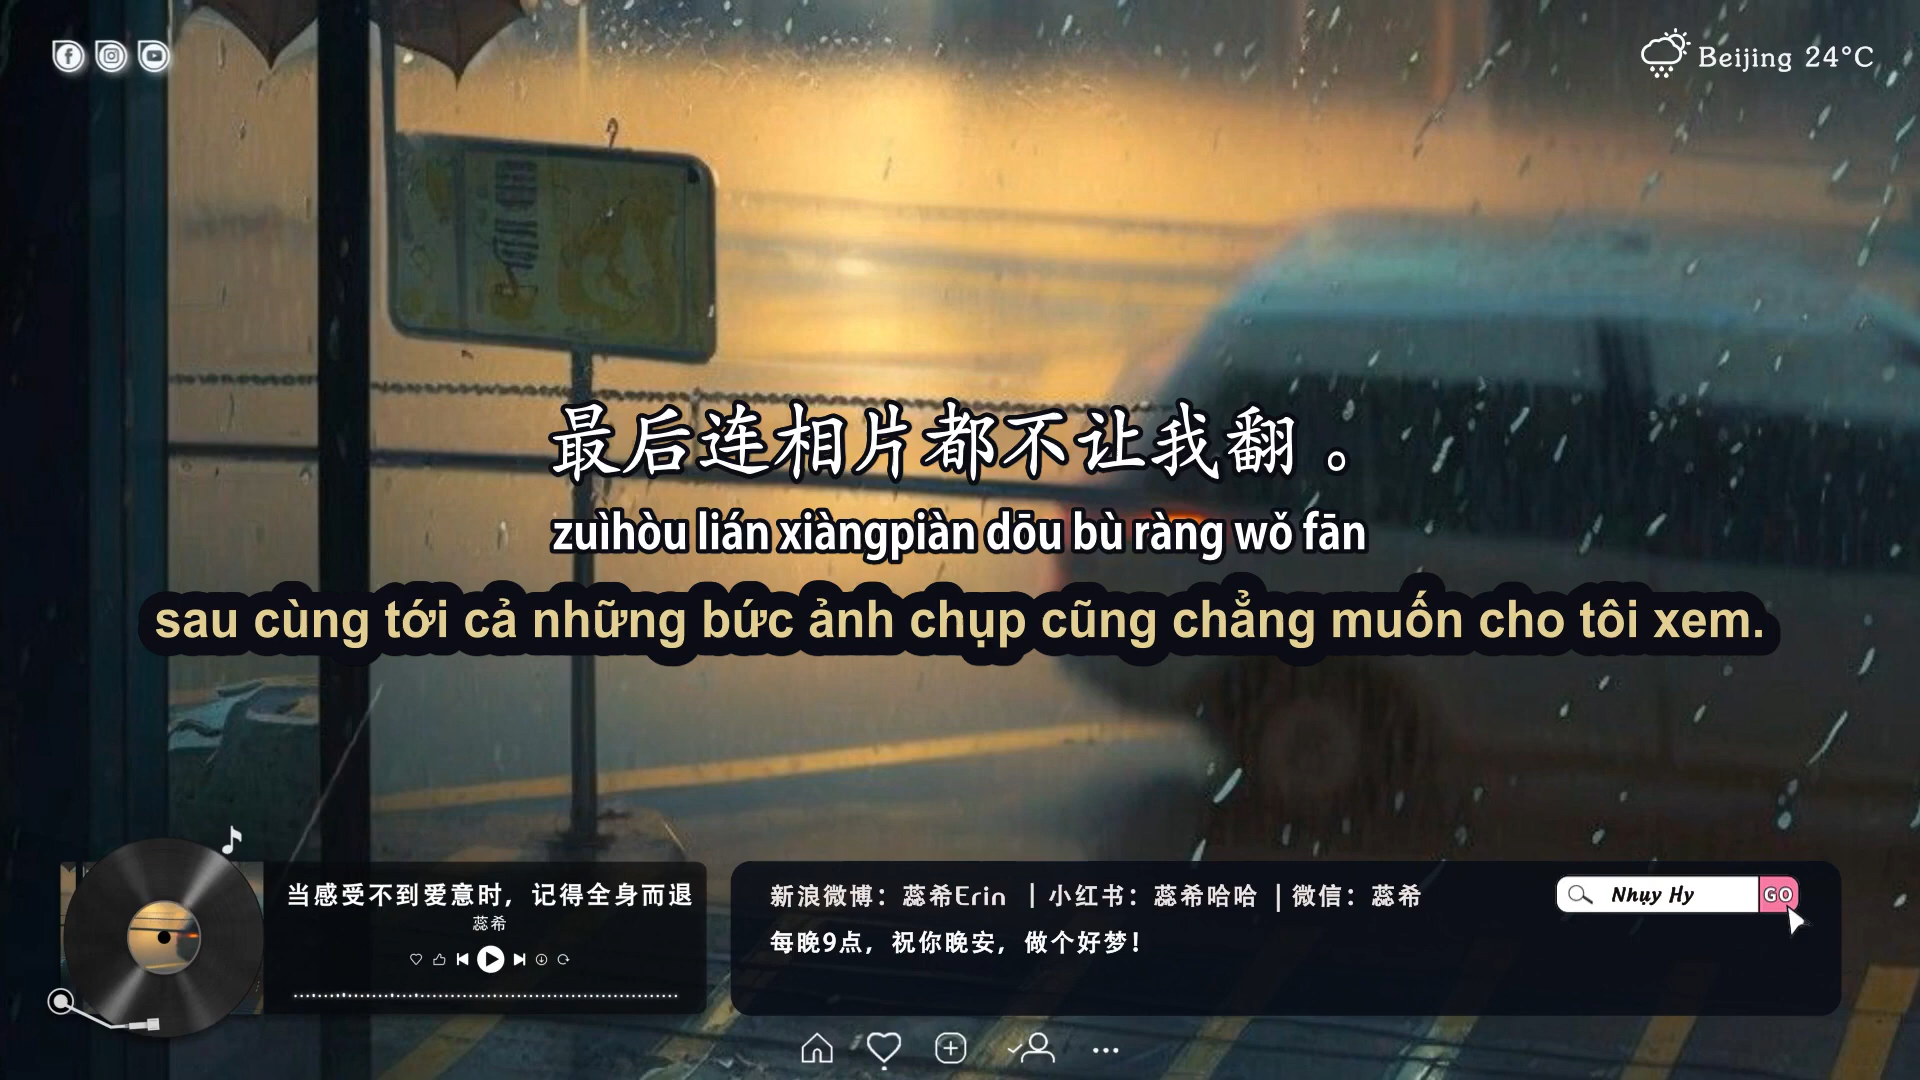 Beijing 24°C
最后连相片都不让我翻。
zuìhòu lián xiàngpiàn dōu bù ràng wǒ fān
sau cùng tới cả những bức ảnh chụp cũng chẳng muốn cho tôi xem.
当感受不到爱意时，记得全身而退
蕊希
新浪微博：蕊希Erin ｜小红书：蕊希哈哈 ｜微信：蕊希
每晚9点，祝你晚安，做个好梦！
Nhụy Hy
GO